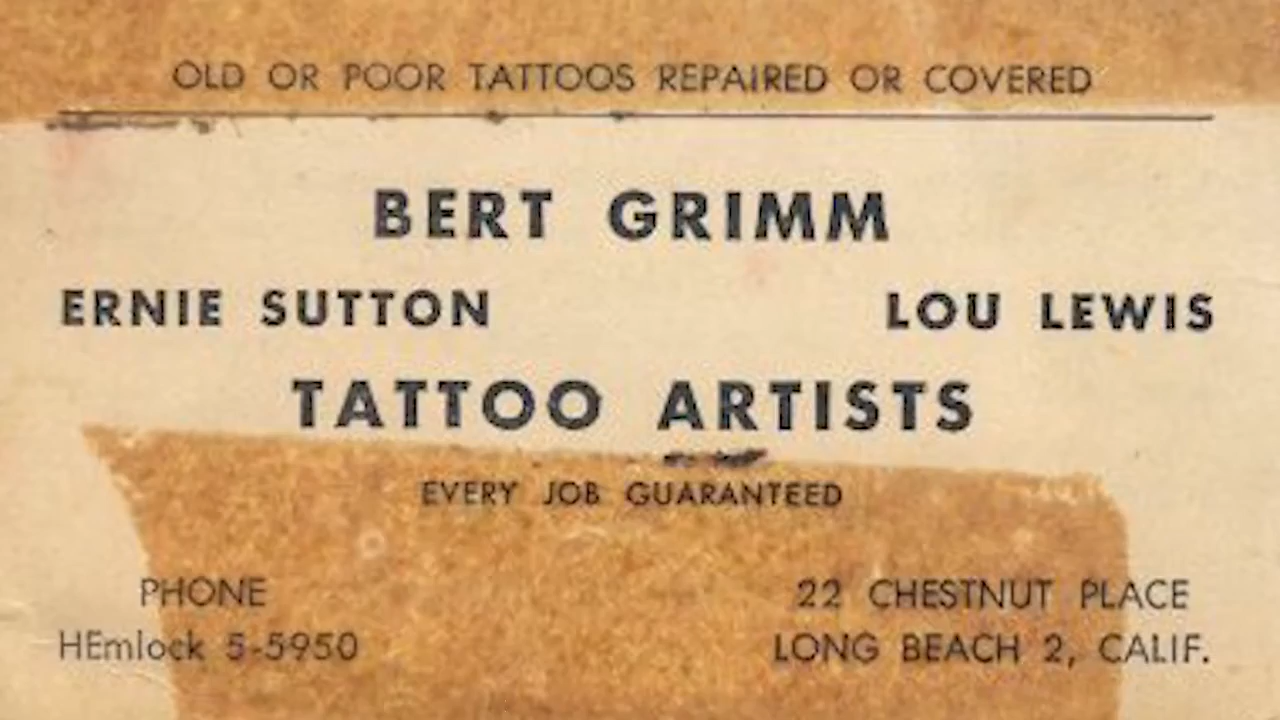 OLD OR POOR TATTOOS REPAIRED OR COVERED
BERT GRIMM
ERNIE SUTTON LOU LEWIS
TATTOO ARTISTS
EVERY JOB GUARANTEED
PHONE 22 CHESTNUT PLACE
HEmlock 5-5950 LONG BEACH 2, CALIF.